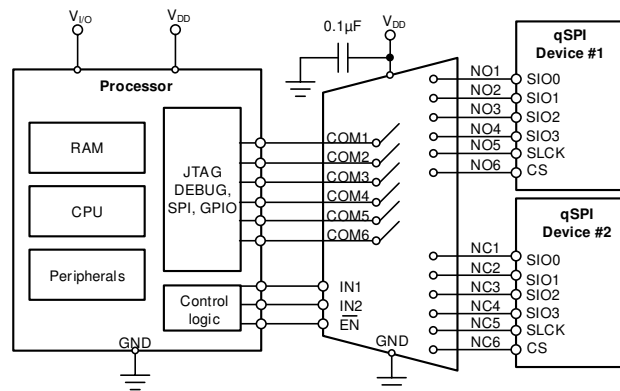 V_I/O
V_DD
0.1µF
V_DD
Processor
RAM
CPU
Peripherals
JTAG
DEBUG,
SPI, GPIO
Control
logic
GND
COM1
COM2
COM3
COM4
COM5
COM6
IN1
IN2
E̅N̅
GND
NO1
NO2
NO3
NO4
NO5
NO6
qSPI
Device #1
SIO0
SIO1
SIO2
SIO3
SLCK
CS
NC1
NC2
NC3
NC4
NC5
NC6
qSPI
Device #2
SIO0
SIO1
SIO2
SIO3
SLCK
CS